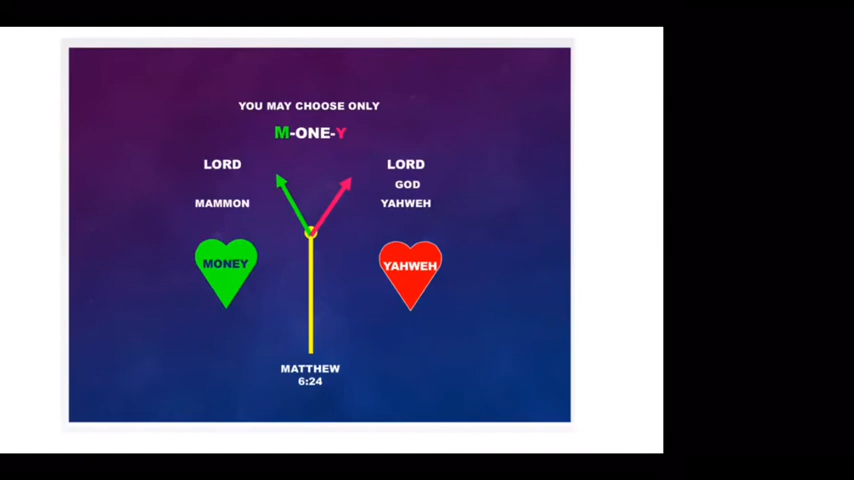 YOU MAY CHOOSE ONLY
M-ONE-Y
LORD
MAMMON
MONEY
LORD
GOD
YAHWEH
YAHWEH
MATTHEW
6:24